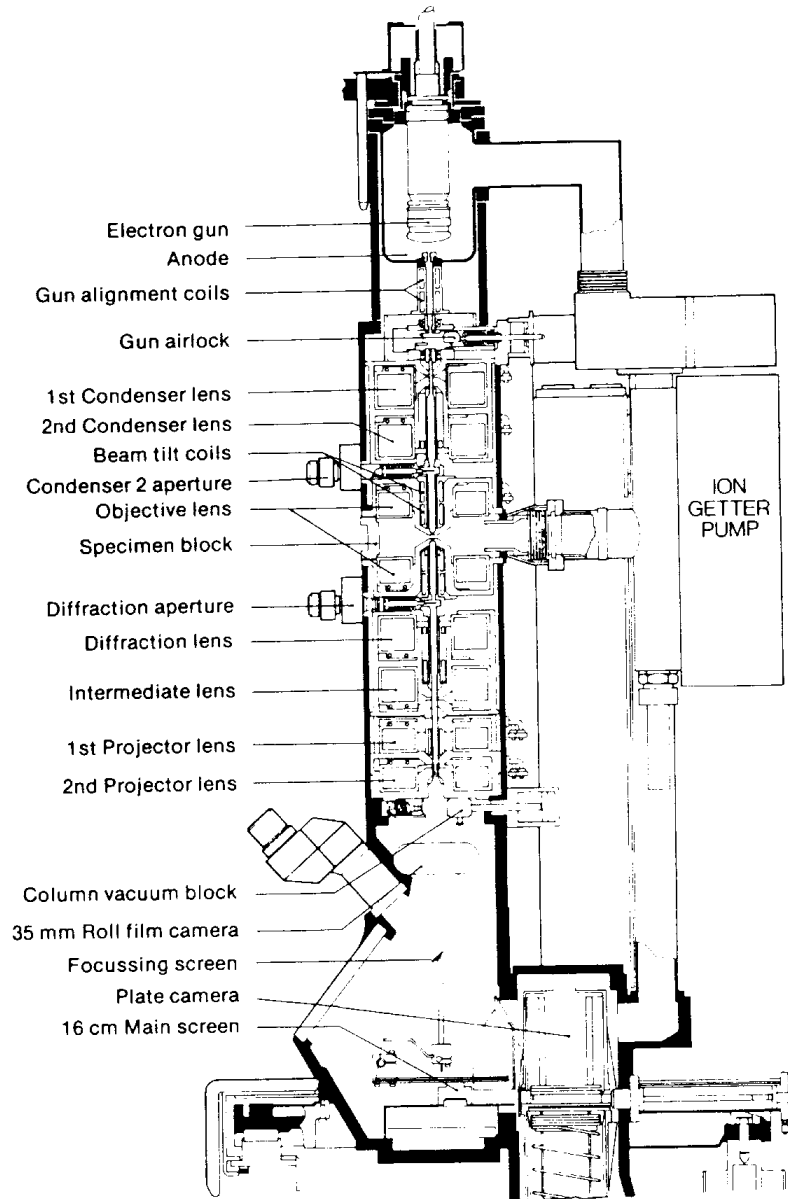 Electron gun
Anode
Gun alignment coils
Gun airlock
1st Condenser lens
2nd Condenser lens
Beam tilt coils
Condenser 2 aperture
Objective lens
Specimen block
Diffraction aperture
Diffraction lens
Intermediate lens
1st Projector lens
2nd Projector lens
Column vacuum block
35 mm Roll film camera
Focussing screen
Plate camera
16 cm Main screen
ION
GETTER
PUMP